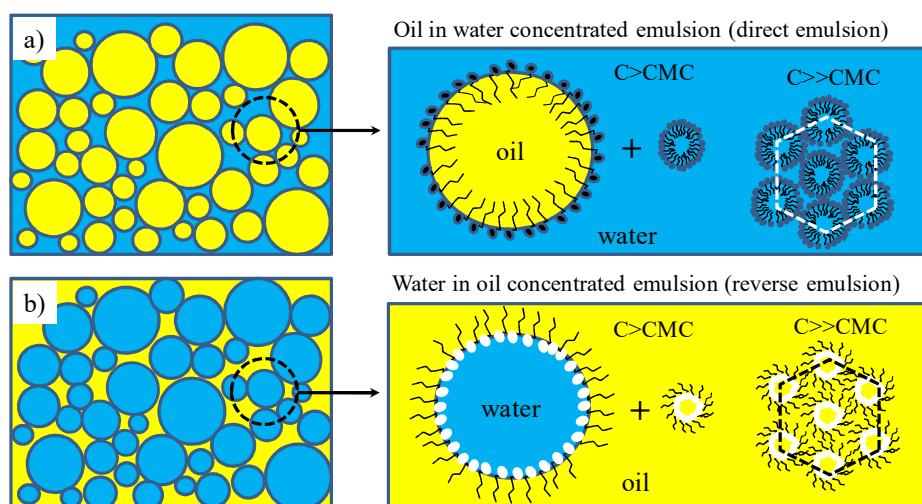 a)
Oil in water concentrated emulsion (direct emulsion)
C>CMC
C>>CMC
oil
+
water
b)
Water in oil concentrated emulsion (reverse emulsion)
C>CMC
C>>CMC
water
+
oil